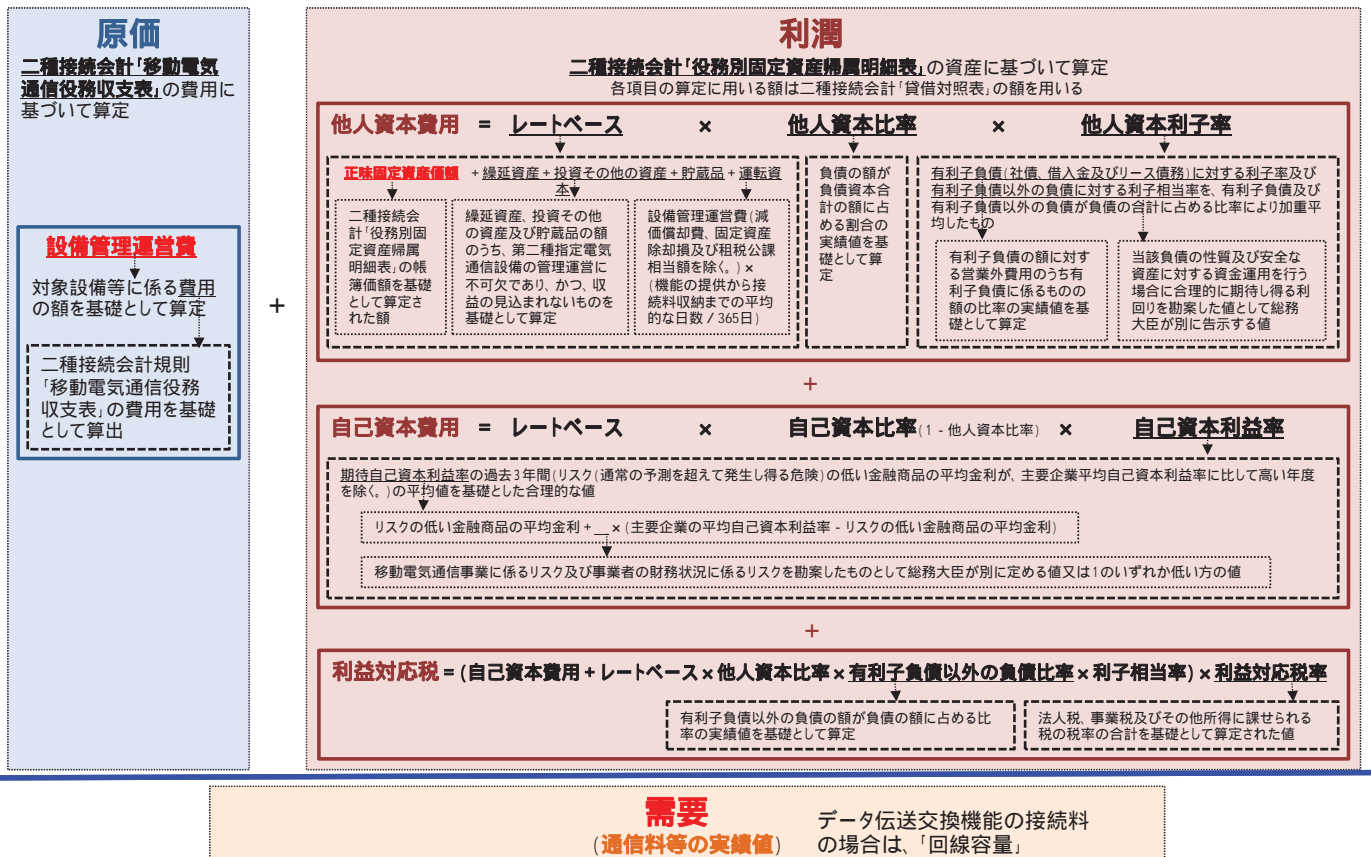 原価
二種接続会計「移動電気
通信役務収支表」の費用に
基づいて算定
設備管理運営費
対象設備等に係る費用
の額を基礎として算定
二種接続会計規則
「移動電気通信役務
収支表」の費用を基礎
として算出
+
利潤
二種接続会計「役務別固定資産帰属明細表」の資産に基づいて算定
各項目の算定に用いる額は二種接続会計「貸借対照表」の額を用いる
他人資本費用 = レートベース × 他人資本比率 × 他人資本利子率
正味固定資産価額 +繰延資産+投資その他の資産+貯蔵品+運転資
本
二種接続会
計「役務別固
定資産帰属
明細表」の帳
簿価額を基礎
として算定さ
れた額
繰延資産、投資その他
の資産及び貯蔵品の額
のうち、第二種指定電気
通信設備の管理運営に
不可欠であり、かつ、収
益の見込まれないものを
基礎として算定
設備管理運営費(減
価償却費、固定資産
除却損及び租税公課
相当額を除く。)×
(機能の提供から接
続料収納までの平均
的な日数/365日)
負債の額が
負債資本合
計の額に占
める割合の
実績値を基
礎として算
定
有利子負債(社債、借入金及びリース債務)に対する利子率及び
有利子負債以外の負債に対する利子相当率を、有利子負債及び
有利子負債以外の負債が負債の合計に占める比率により加重平
均したもの
有利子負債の額に対す
る営業外費用のうち有
利子負債に係るものの
額の比率の実績値を基
礎として算定
当該負債の性質及び安全な
資産に対する資金運用を行う
場合に合理的に期待し得る利
回りを勘案した値として総務
大臣が別に告示する値
+
自己資本費用 = レートベース × 自己資本比率(1-他人資本比率) × 自己資本利益率
期待自己資本利益率の過去3年間(リスク(通常の予測を超えて発生し得る危険)の低い金融商品の平均金利が、主要企業平均自己資本利益率に比して高い年度
を除く。)の平均値を基礎とした合理的な値
リスクの低い金融商品の平均金利+ ×(主要企業の平均自己資本利益率-リスクの低い金融商品の平均金利)
移動電気通信事業に係るリスク及び事業者の財務状況に係るリスクを勘案したものとして総務大臣が別に定める値又は1のいずれか低い方の値
+
利益対応税=(自己資本費用+レートベース×他人資本比率×有利子負債以外の負債比率×利子相当率)×利益対応税率
有利子負債以外の負債の額が負債の額に占める比
率の実績値を基礎として算定
法人税、事業税及びその他所得に課せられる
税の税率の合計を基礎として算定された値
需要
(通信料等の実績値)
データ伝送交換機能の接続料
の場合は、「回線容量」